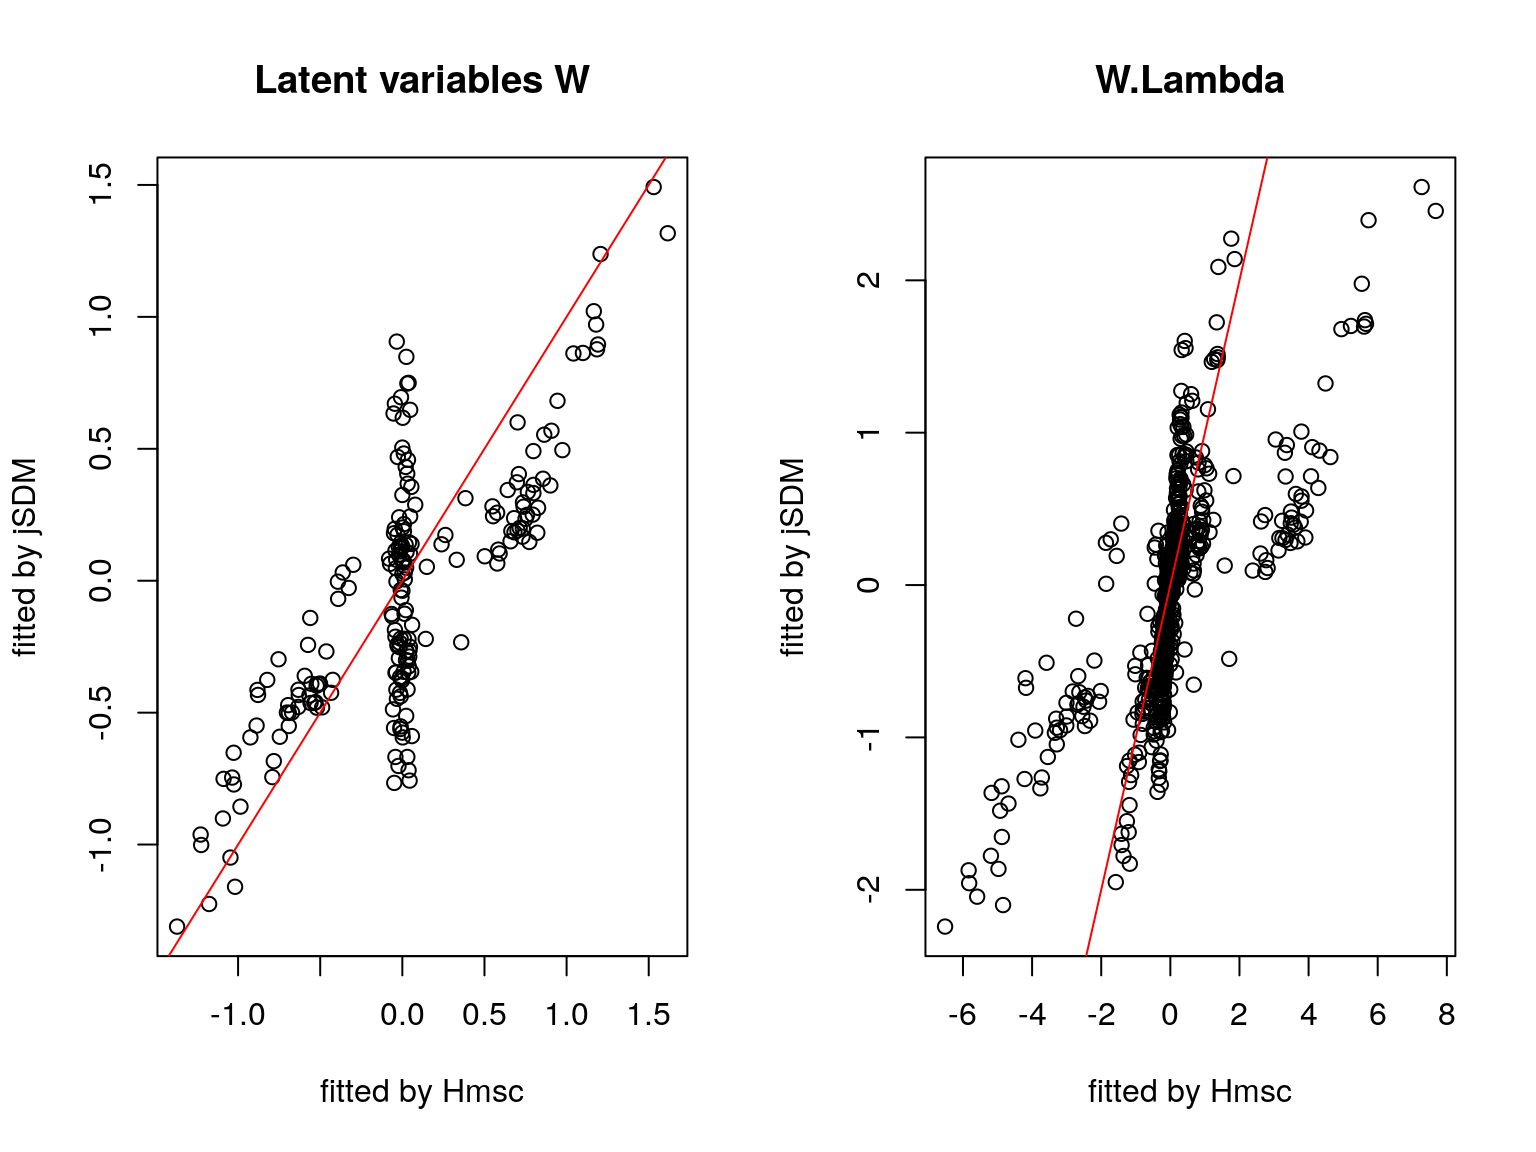 Latent variables W
fitted by jSDM
1.5
1.0
0.5
0.0
-0.5
-1.0
-1.0 0.0 0.5 1.0 1.5
fitted by Hmsc
W.Lambda
fitted by jSDM
2
1
0
-1
-2
-6 -4 -2 0 2 4 6 8
fitted by Hmsc